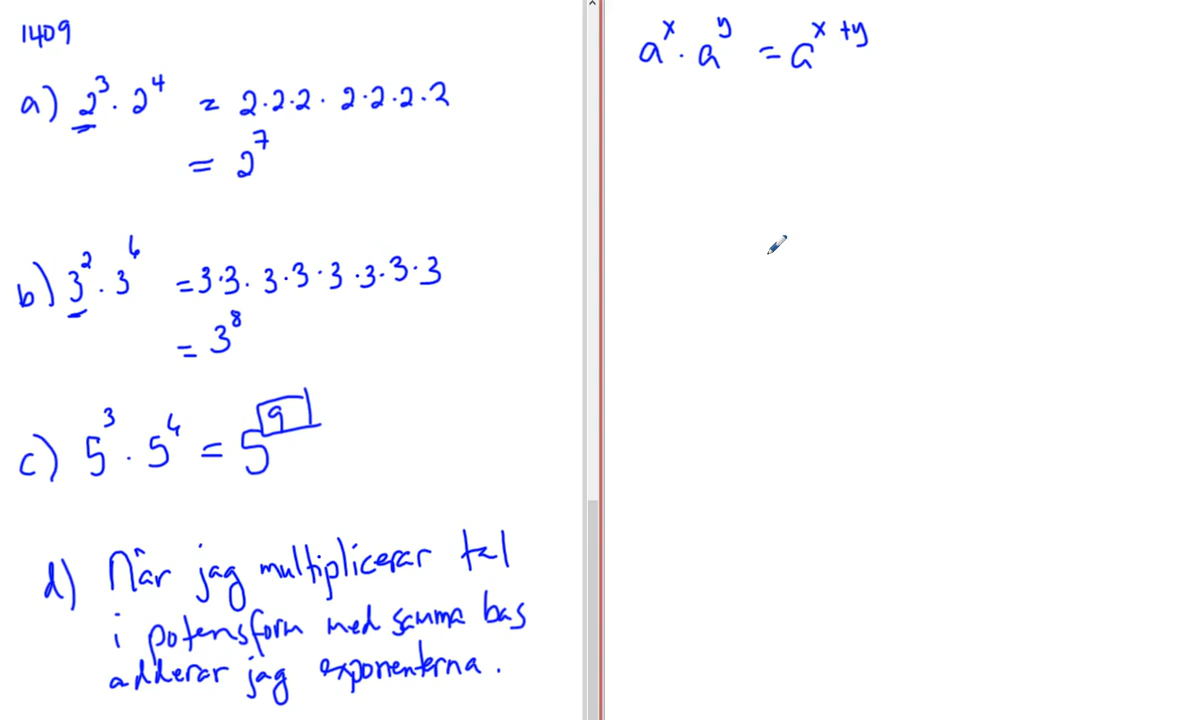 1409
a) 2³ · 2⁴ = 2·2·2· 2·2·2·2
= 2⁷
b) 3² · 3⁶ = 3·3· 3·3·3·3·3·3
= 3⁸
c) 5³ · 5⁶ = 5⁹
d) När jag multiplicerar tal
i potensform med samma bas
adderar jag exponenterna.
aˣ · aʸ = aˣ⁺ʸ